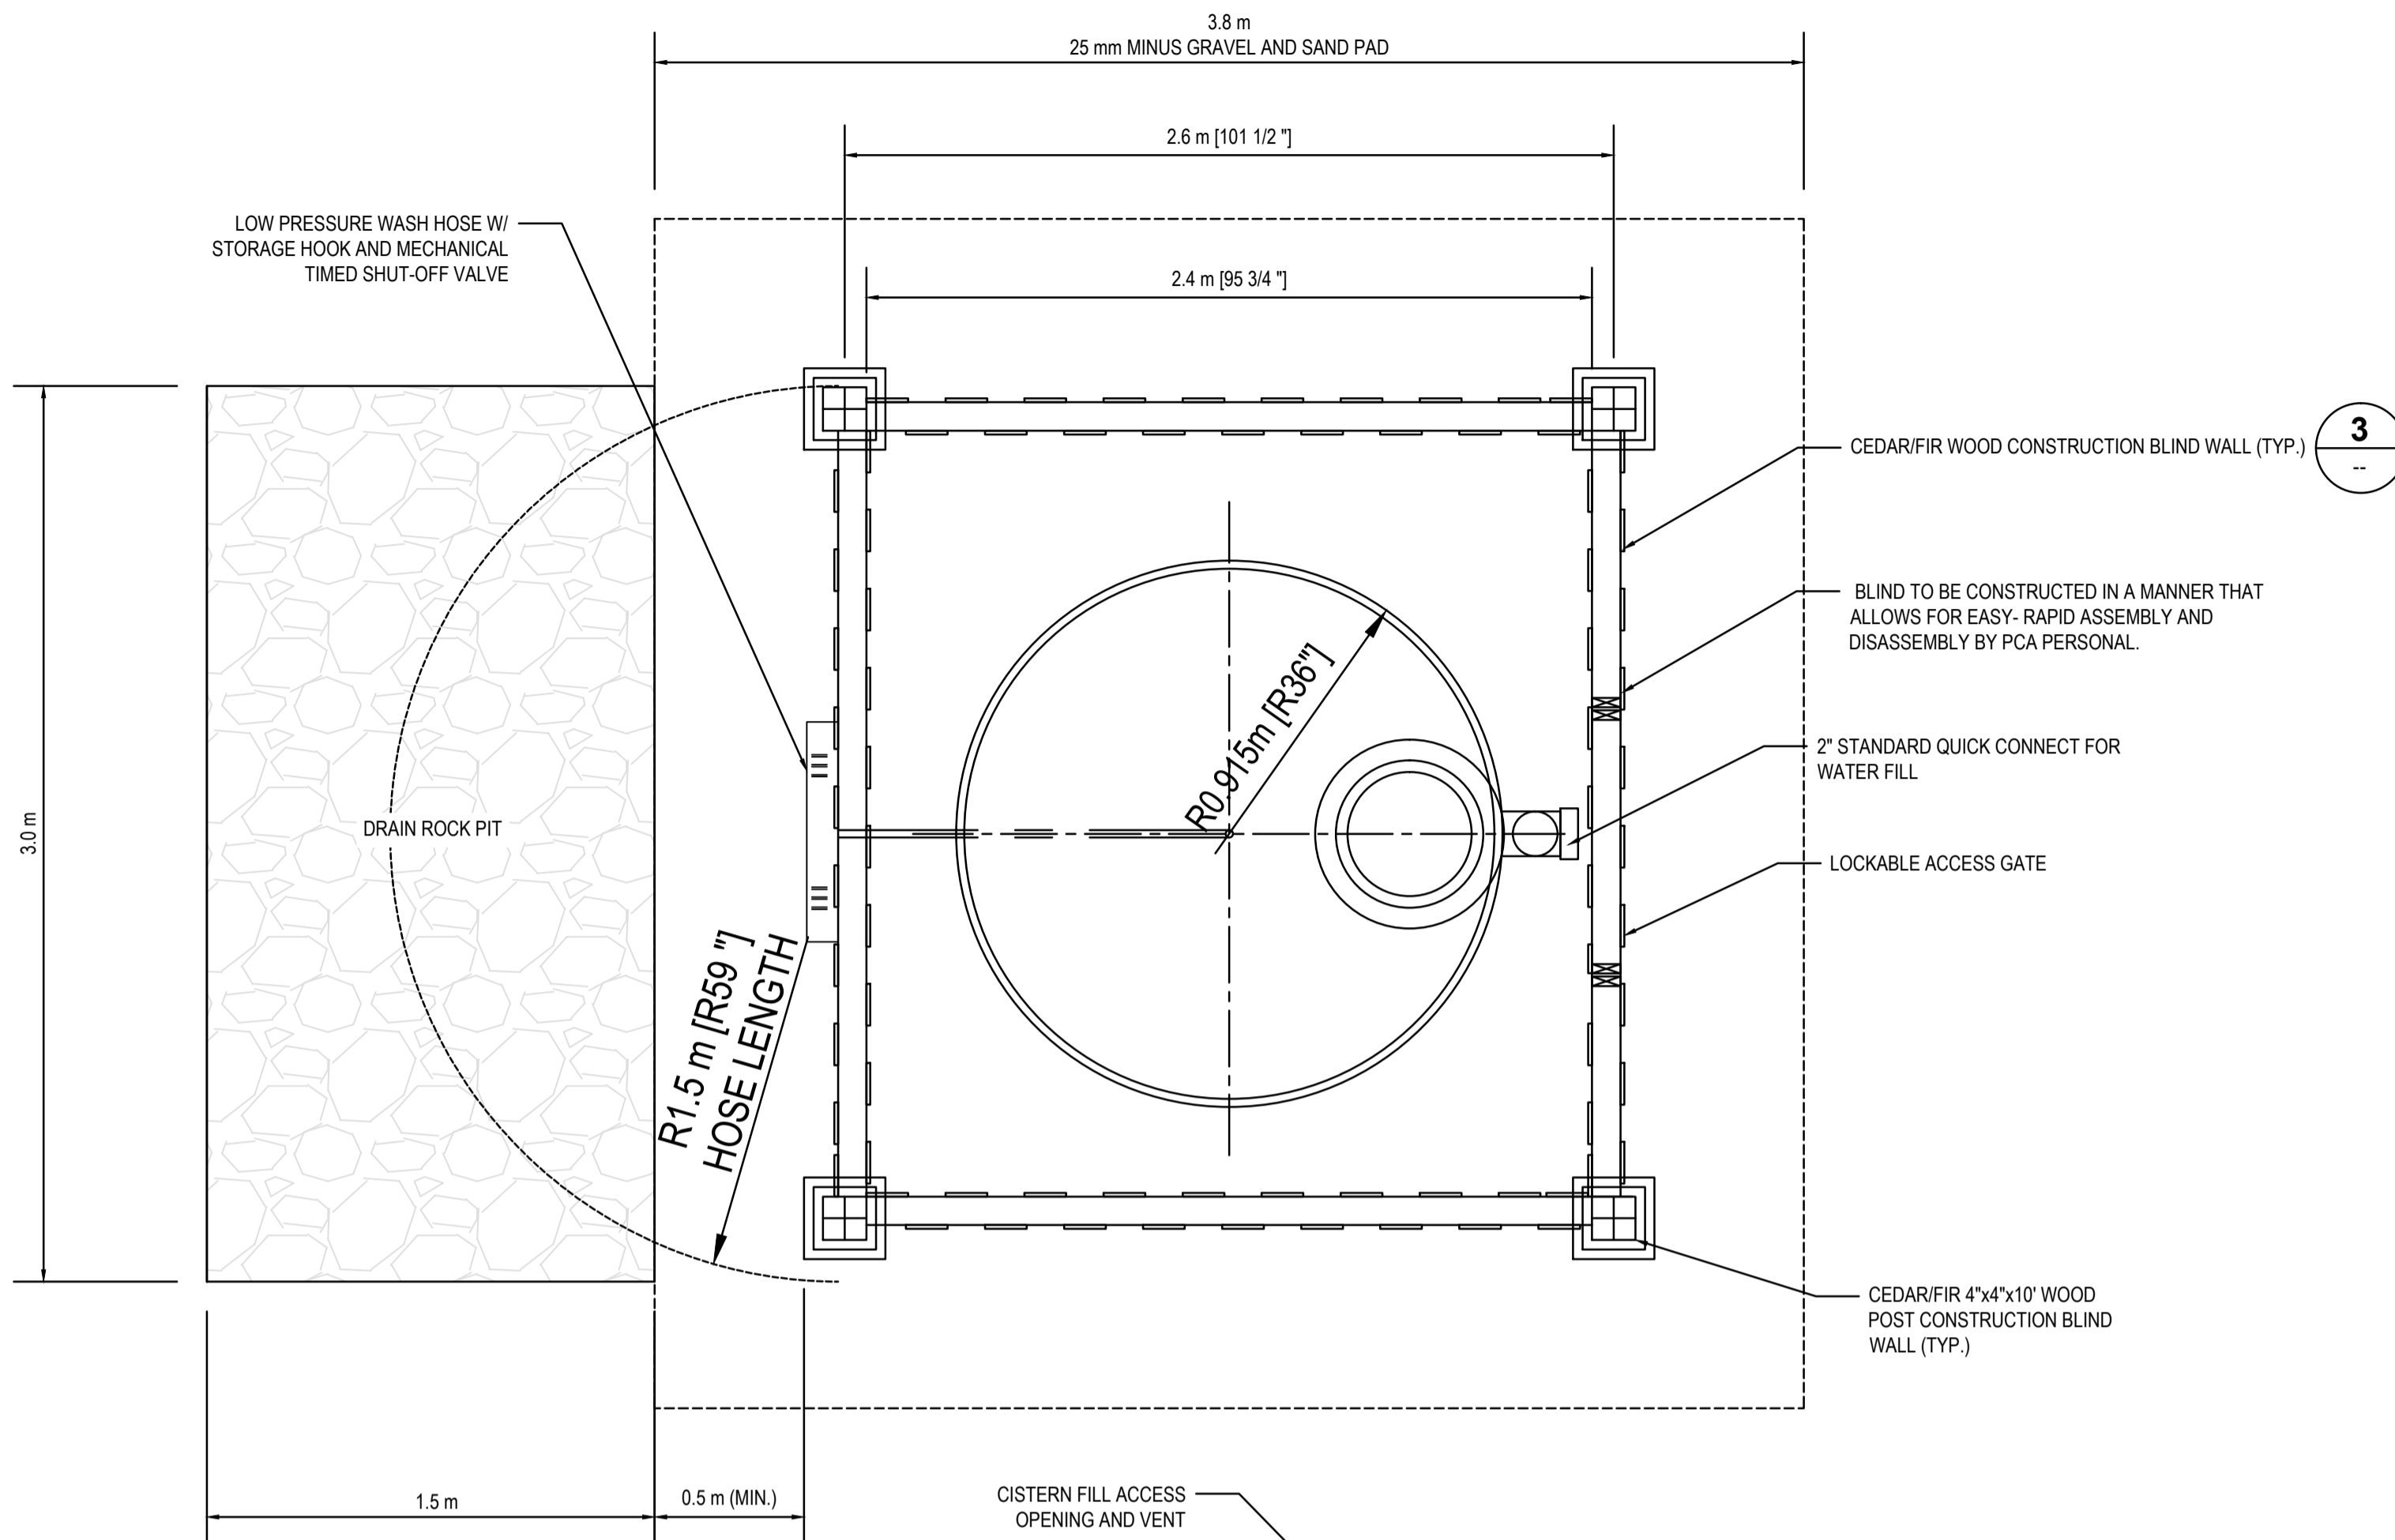 3.8 m
25 mm MINUS GRAVEL AND SAND PAD
2.6 m [101 1/2 "]
LOW PRESSURE WASH HOSE W/
STORAGE HOOK AND MECHANICAL
TIMED SHUT-OFF VALVE
2.4 m [95 3/4 "]
CEDAR/FIR WOOD CONSTRUCTION BLIND WALL (TYP.)
3
--
BLIND TO BE CONSTRUCTED IN A MANNER THAT
ALLOWS FOR EASY- RAPID ASSEMBLY AND
DISASSEMBLY BY PCA PERSONAL.
R0.915m [R36"]
2" STANDARD QUICK CONNECT FOR
WATER FILL
3.0 m
DRAIN ROCK PIT
LOCKABLE ACCESS GATE
R1.5 m [R59 "]
HOSE LENGTH
CEDAR/FIR 4"x4"x10' WOOD
POST CONSTRUCTION BLIND
WALL (TYP.)
1.5 m
0.5 m (MIN.)
CISTERN FILL ACCESS
OPENING AND VENT